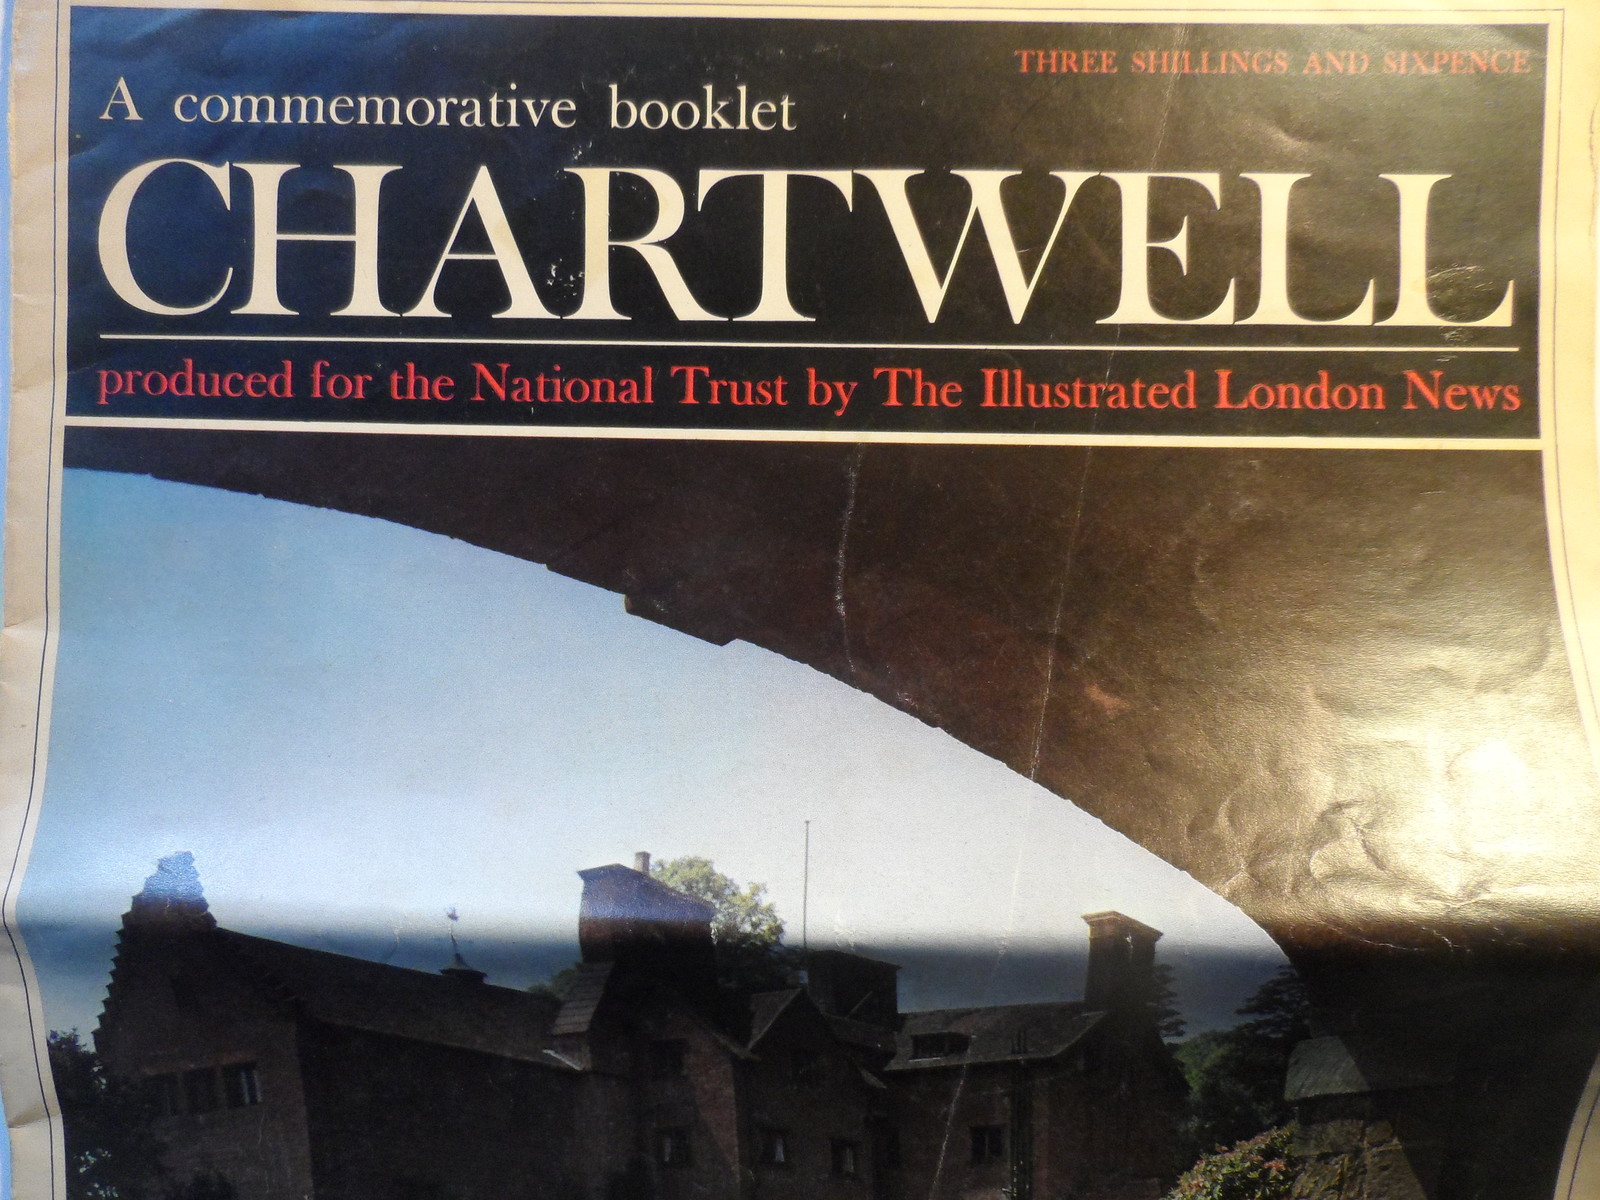 THREE SHILLINGS AND SIXPENCE
A commemorative booklet
CHARTWELL
produced for the National Trust by The Illustrated London News